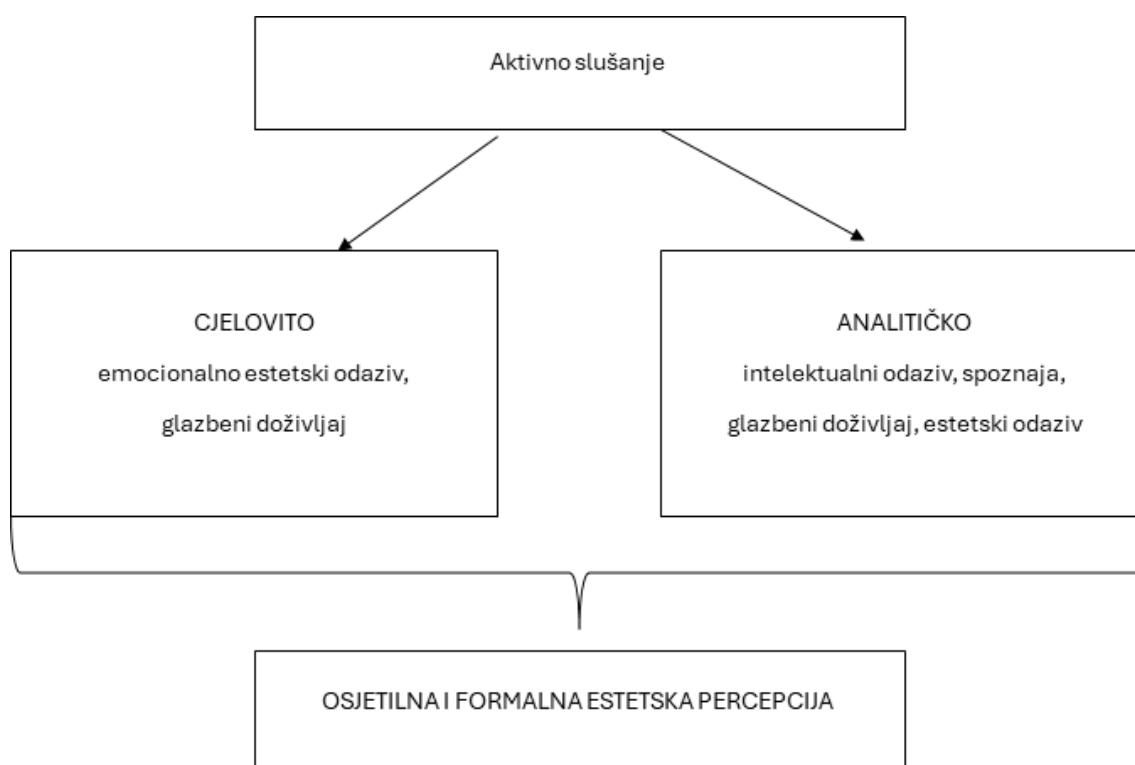 Aktivno slušanje
CJELOVITO
emocionalno estetski odaziv,
glazbeni doživljaj
ANALITIČKO
intelektualni odaziv, spoznaja,
glazbeni doživljaj, estetski odaziv
OSJETILNA I FORMALNA ESTETSKA PERCEPCIJA